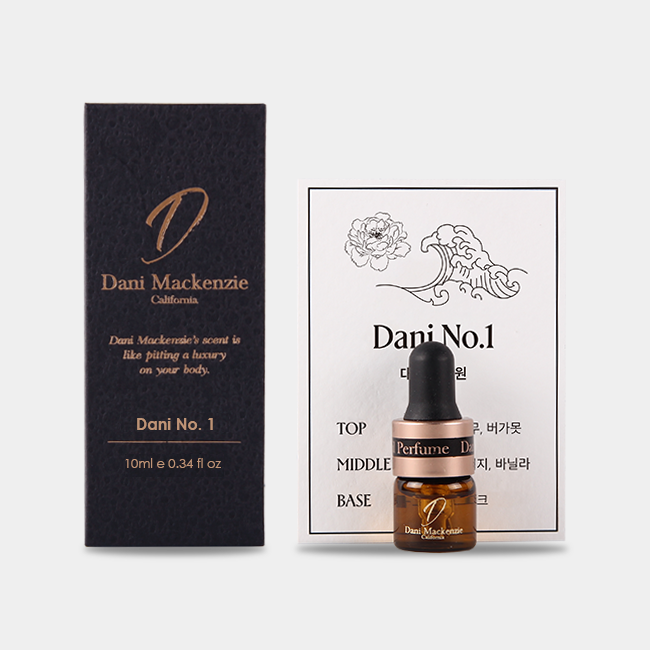 D
Dani Mackenzie
California
Dani Mackenzie's scent is
like pitting a luxury
on your body.
Dani No. 1
10ml e 0.34 fl oz
Dani No.1
TOP 버가못
MIDDLE 바닐라
BASE
Perfume
D
Dani Mackenzie
California